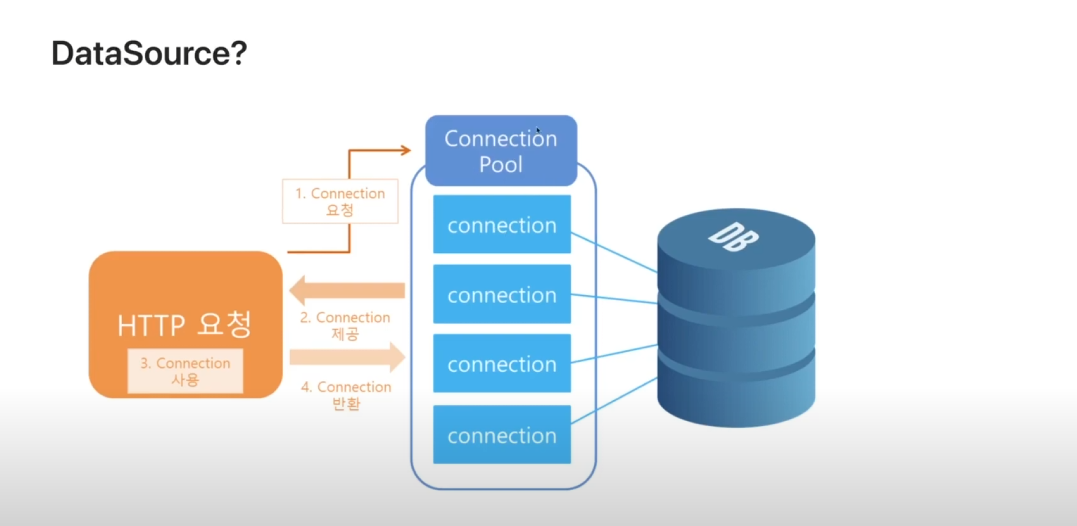 DataSource?
Connection
Pool
1. Connection
요청
HTTP 요청
2. Connection
제공
3. Connection
사용
4. Connection
반환
connection
connection
connection
connection
DB